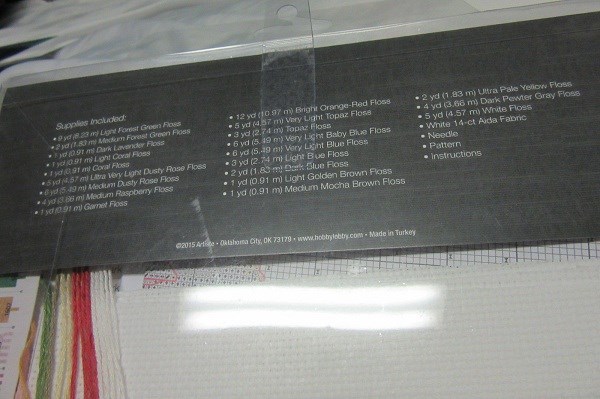 Supplies Included:
• 9 yd (8.23 m) Light Forest Green Floss
• 2 yd (1.83 m) Medium Forest Green Floss
• 1 yd (0.91 m) Dark Lavender Floss
• 1 yd (0.91 m) Light Coral Floss
• 1 yd (0.91 m) Coral Floss
• 5 yd (4.57 m) Ultra Very Light Dusty Rose Floss
• 6 yd (5.49 m) Medium Dusty Rose Floss
• 4 yd (3.66 m) Medium Raspberry Floss
• 1 yd (0.91 m) Garnet Floss
• 12 yd (10.97 m) Bright Orange-Red Floss
• 5 yd (4.57 m) Very Light Topaz Floss
• 3 yd (2.74 m) Topaz Floss
• 6 yd (5.49 m) Very Light Baby Blue Floss
• 6 yd (5.49 m) Very Light Blue Floss
• 3 yd (2.74 m) Light Blue Floss
• 2 yd (1.83 m) Dark Blue Floss
• 1 yd (0.91 m) Light Golden Brown Floss
• 1 yd (0.91 m) Medium Mocha Brown Floss
• 2 yd (1.83 m) Ultra Pale Yellow Floss
• 4 yd (3.66 m) Dark Pewter Gray Floss
• 5 yd (4.57 m) White Floss
• White 14-ct Aida Fabric
• Needle
• Pattern
• Instructions
©2015 Artiste • Oklahoma City, OK 73179 • www.hobbylobby.com • Made in Turkey